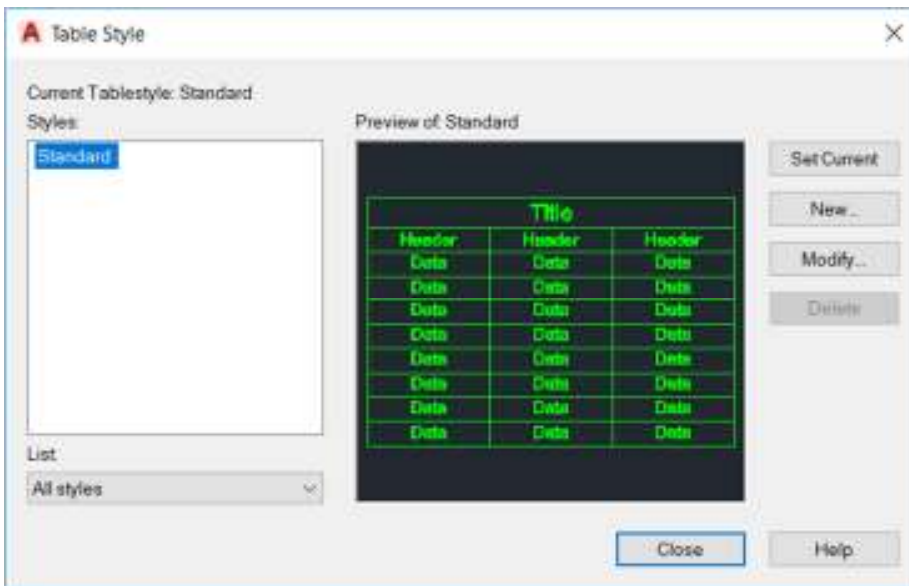 Table Style
Current Tablestyle: Standard
Styles:
Standard
List:
All styles
Preview of: Standard
Title
Header Header Header
Data Data Data
Data Data Data
Data Data Data
Data Data Data
Data Data Data
Data Data Data
Data Data Data
Data Data Data
Set Current
New...
Modify...
Delete
Close
Help